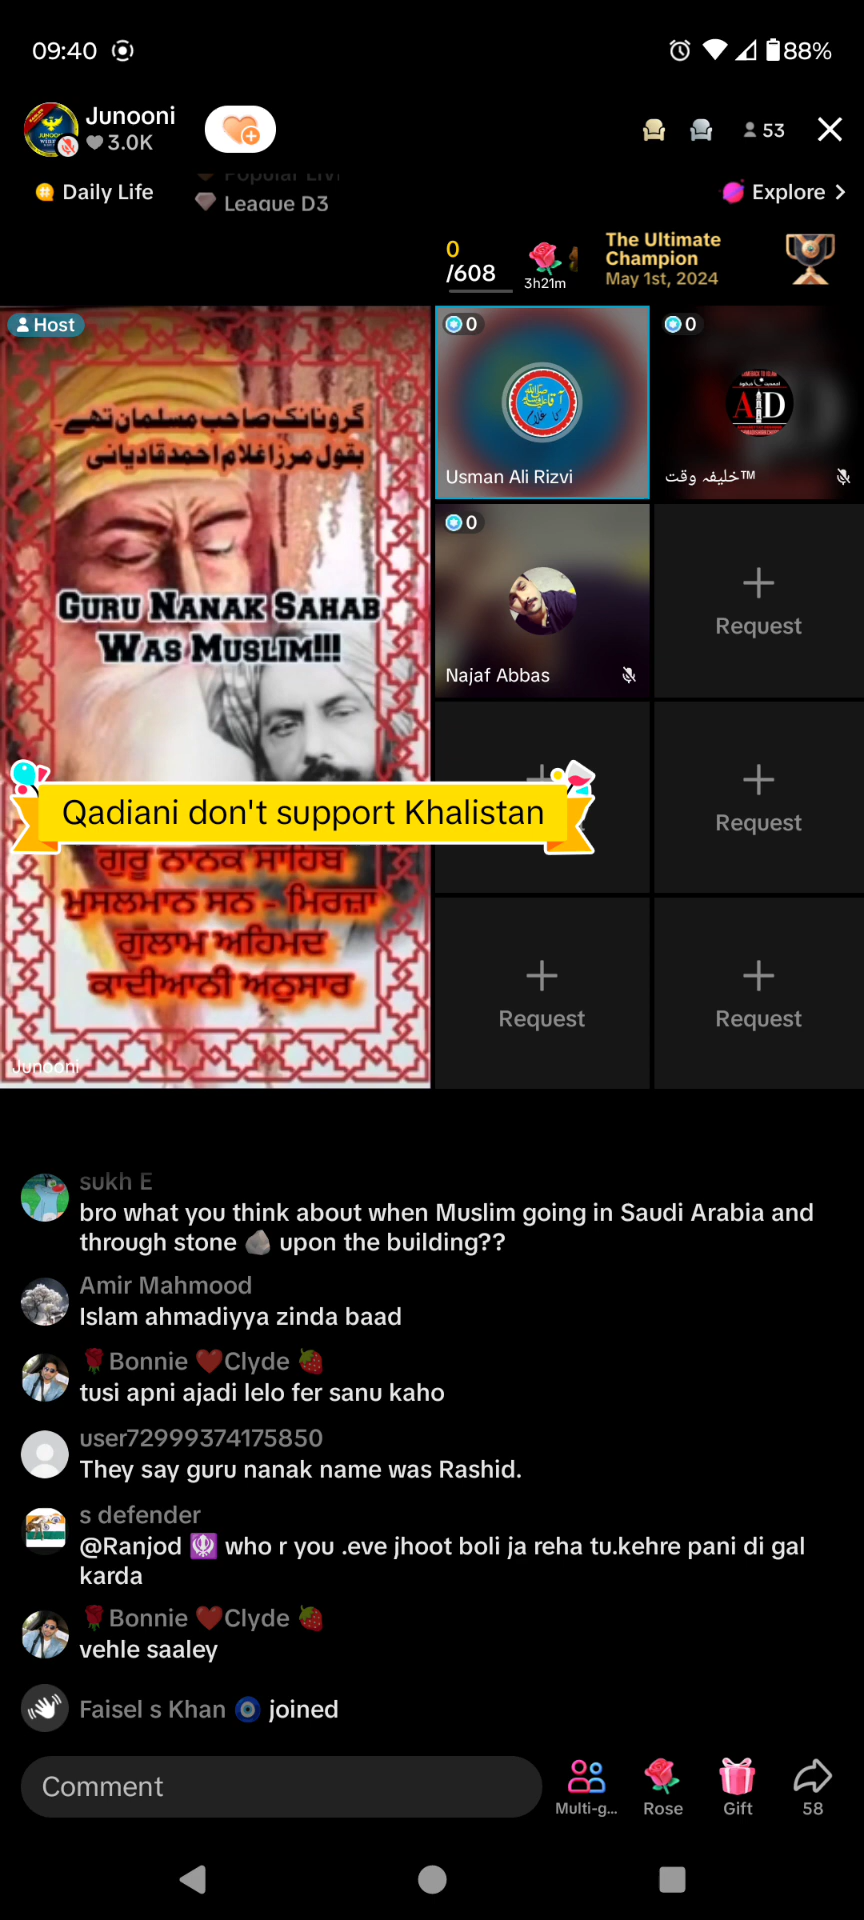 09:40
88%
Junooni
3.0K
53
Daily Life
Popular LIVE
League D3
Explore
0
/608
3h21m
The Ultimate
Champion
May 1st, 2024
Host
گرونانک صاحب مسلمان تھے۔
بقول مرزا غلام احمد قادیانی
GURU NANAK SAHAB
WAS MUSLIM!!!
Qadiani don't support Khalistan
ਗੁਰੂ ਨਾਨਕ ਸਾਹਿਬ
ਮੁਸਲਮਾਨ ਸਨ - ਮਿਰਜ਼ਾ
ਗੁਲਾਮ ਅਹਿਮਦ
ਕਾਦੀਆਨੀ ਅਨੁਸਾਰ
Junooni
0
Usman Ali Rizvi
0
AID
خلیفہ وقت™
0
Najaf Abbas
Request
Request
Request
Request
sukh E
bro what you think about when Muslim going in Saudi Arabia and
through stone 🪨 upon the building??
Amir Mahmood
Islam ahmadiyya zinda baad
🌹Bonnie ❤️Clyde 🍓
tusi apni ajadi lelo fer sanu kaho
user72999374175850
They say guru nanak name was Rashid.
s defender
@Ranjod 🪯 who r you .eve jhoot boli ja reha tu.kehre pani di gal
karda
🌹Bonnie ❤️Clyde 🍓
vehle saaley
Faisel s Khan 🧿 joined
Comment
Multi-g...
Rose
Gift
58